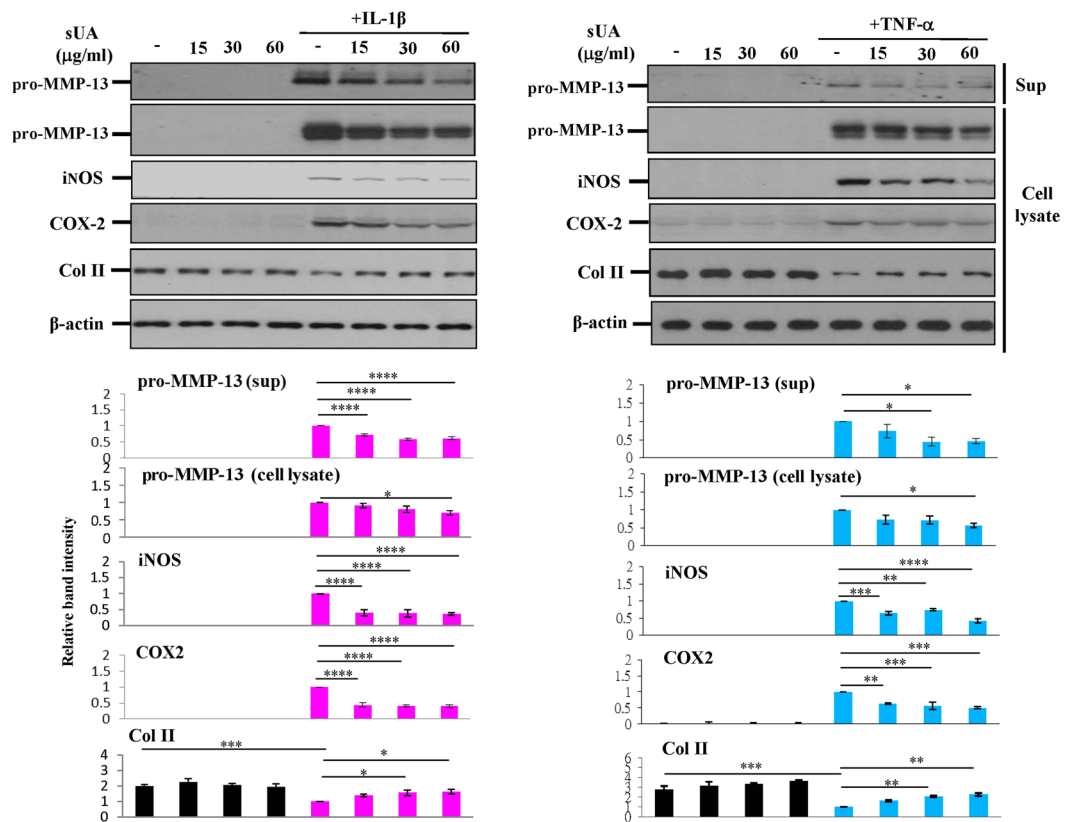 +IL-1β
sUA
(μg/ml)
- 15 30 60 - 15 30 60
pro-MMP-13
pro-MMP-13
iNOS
COX-2
Col II
β-actin
+TNF-α
sUA
(μg/ml)
- 15 30 60 - 15 30 60
pro-MMP-13
Sup
pro-MMP-13
iNOS
COX-2
Col II
β-actin
Cell
lysate
Relative band intensity
pro-MMP-13 (sup)
****
****
****
2
1.5
1
0.5
0
pro-MMP-13 (cell lysate)
*
2
1.5
1
0.5
0
iNOS
****
****
****
2
1.5
1
0.5
0
COX2
****
****
****
2
1.5
1
0.5
0
Col II
***
*
*
4
3
2
1
0
pro-MMP-13 (sup)
*
*
2
1.5
1
0.5
0
pro-MMP-13 (cell lysate)
*
2
1.5
1
0.5
0
iNOS
****
**
***
2
1.5
1
0.5
0
COX2
***
***
**
2
1.5
1
0.5
0
Col II
***
**
**
5
4
3
2
1
0